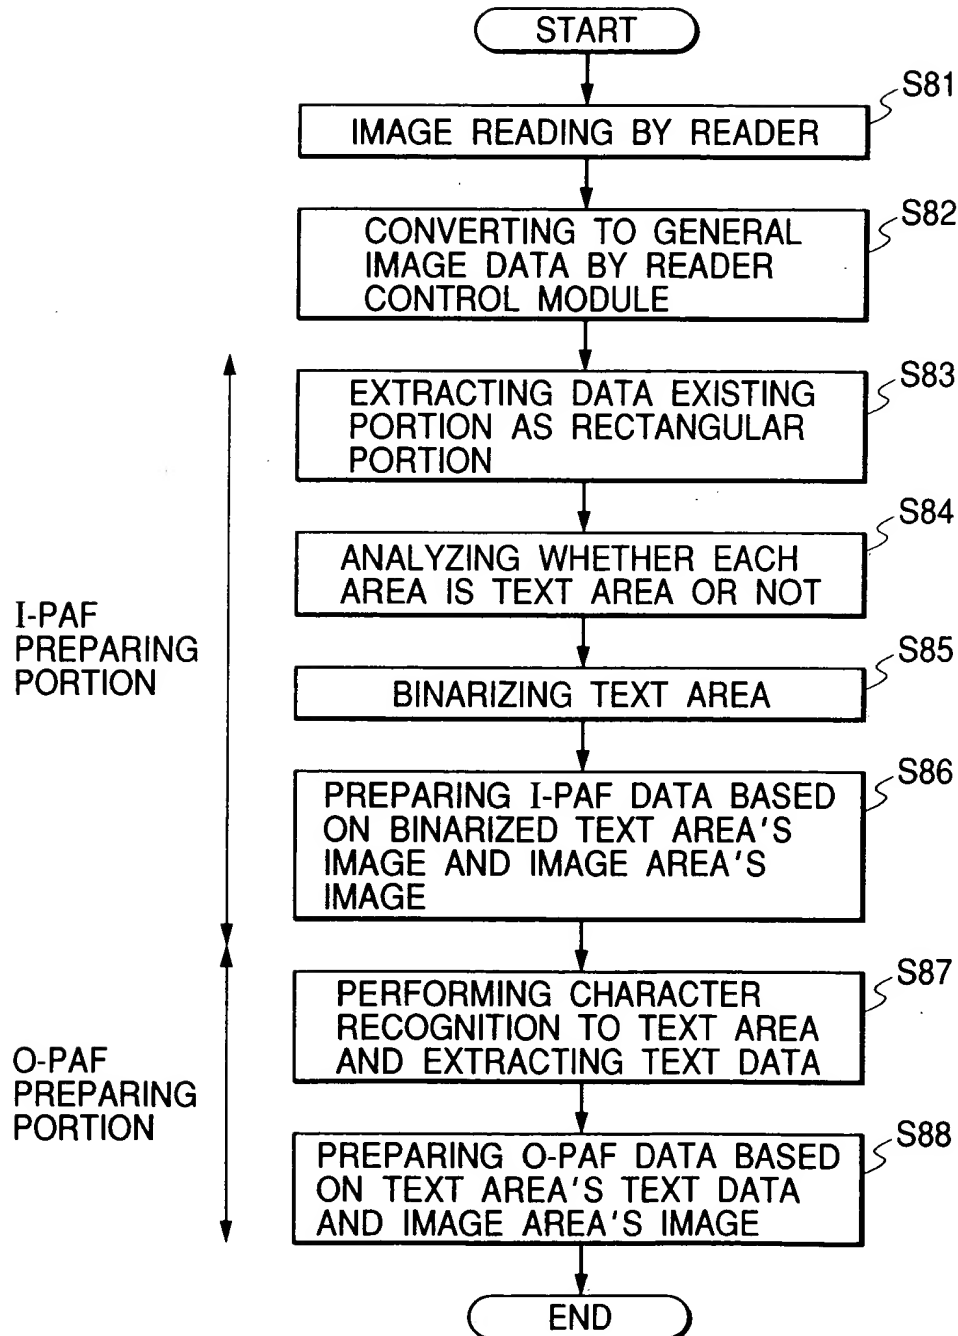 START
S81
IMAGE READING BY READER
S82
CONVERTING TO GENERAL
IMAGE DATA BY READER
CONTROL MODULE
S83
EXTRACTING DATA EXISTING
PORTION AS RECTANGULAR
PORTION
S84
ANALYZING WHETHER EACH
AREA IS TEXT AREA OR NOT
I-PAF
PREPARING
PORTION
S85
BINARIZING TEXT AREA
S86
PREPARING I-PAF DATA BASED
ON BINARIZED TEXT AREA'S
IMAGE AND IMAGE AREA'S
IMAGE
S87
PERFORMING CHARACTER
RECOGNITION TO TEXT AREA
AND EXTRACTING TEXT DATA
O-PAF
PREPARING
PORTION
S88
PREPARING O-PAF DATA BASED
ON TEXT AREA'S TEXT DATA
AND IMAGE AREA'S IMAGE
END